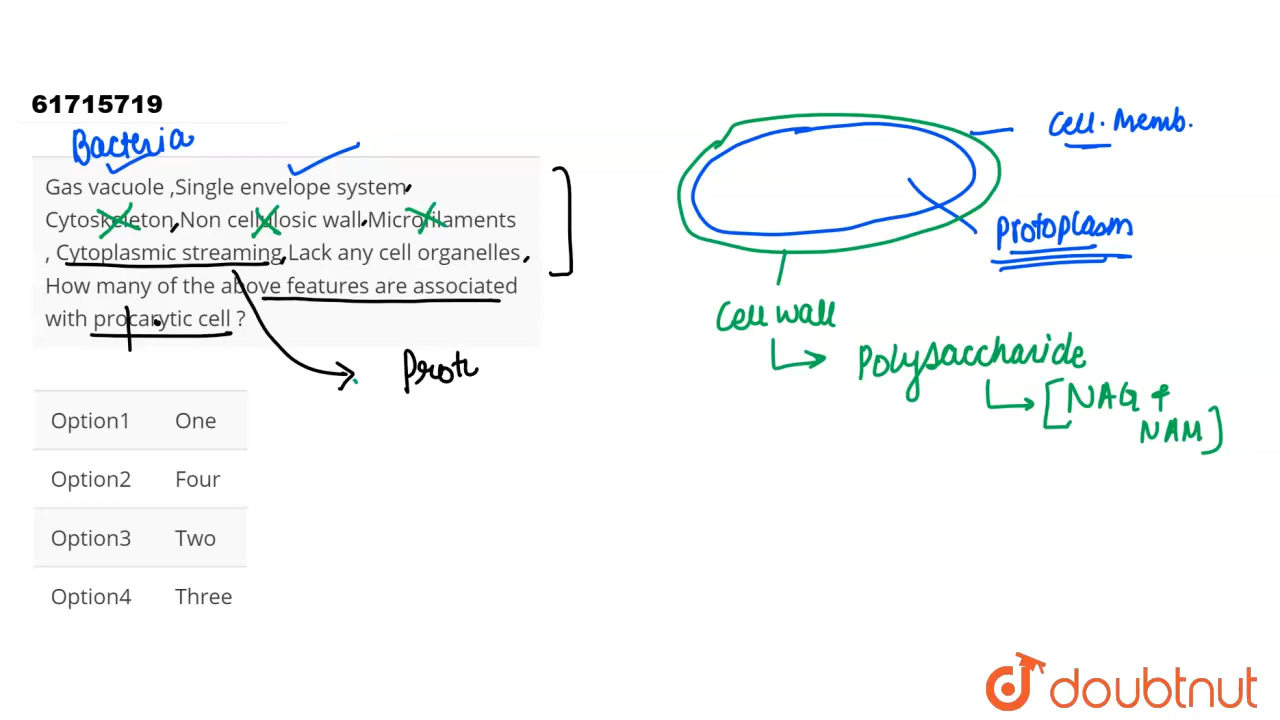 61715719
Bacteria
Gas vacuole ,Single envelope system,
Cytoskeleton,Non cellulosic wall,Microfilaments
, Cytoplasmic streaming,Lack any cell organelles,
How many of the above features are associated
with procarytic cell ?
Prot
Option1 One
Option2 Four
Option3 Two
Option4 Three
Cell. Memb.
Protoplasm
Cell wall
Polysaccharide
[NAG +
NAM]
doubtnut